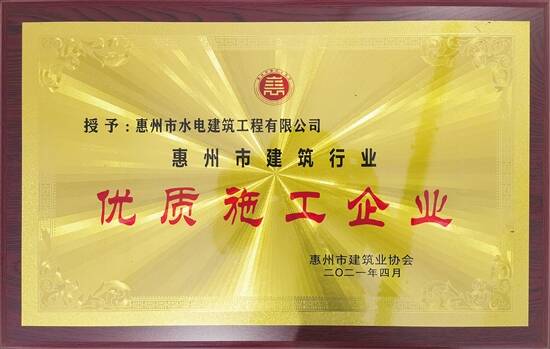 授予：惠州市水电建筑工程有限公司
惠州市建筑行业
优质施工企业
惠州市建筑业协会
二〇二一年四月